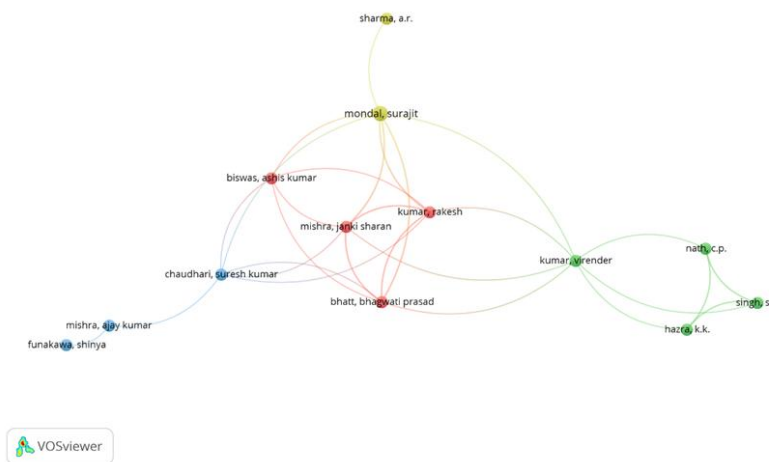 sharma, a.r.
mondal, surajit
biswas, ashis kumar
kumar, rakesh
mishra, janki sharan
nath, c.p.
kumar, virender
chaudhari, suresh kumar
bhatt, bhagwati prasad
singh, s
mishra, ajay kumar
hazra, k.k.
funakawa, shinya
VOSviewer